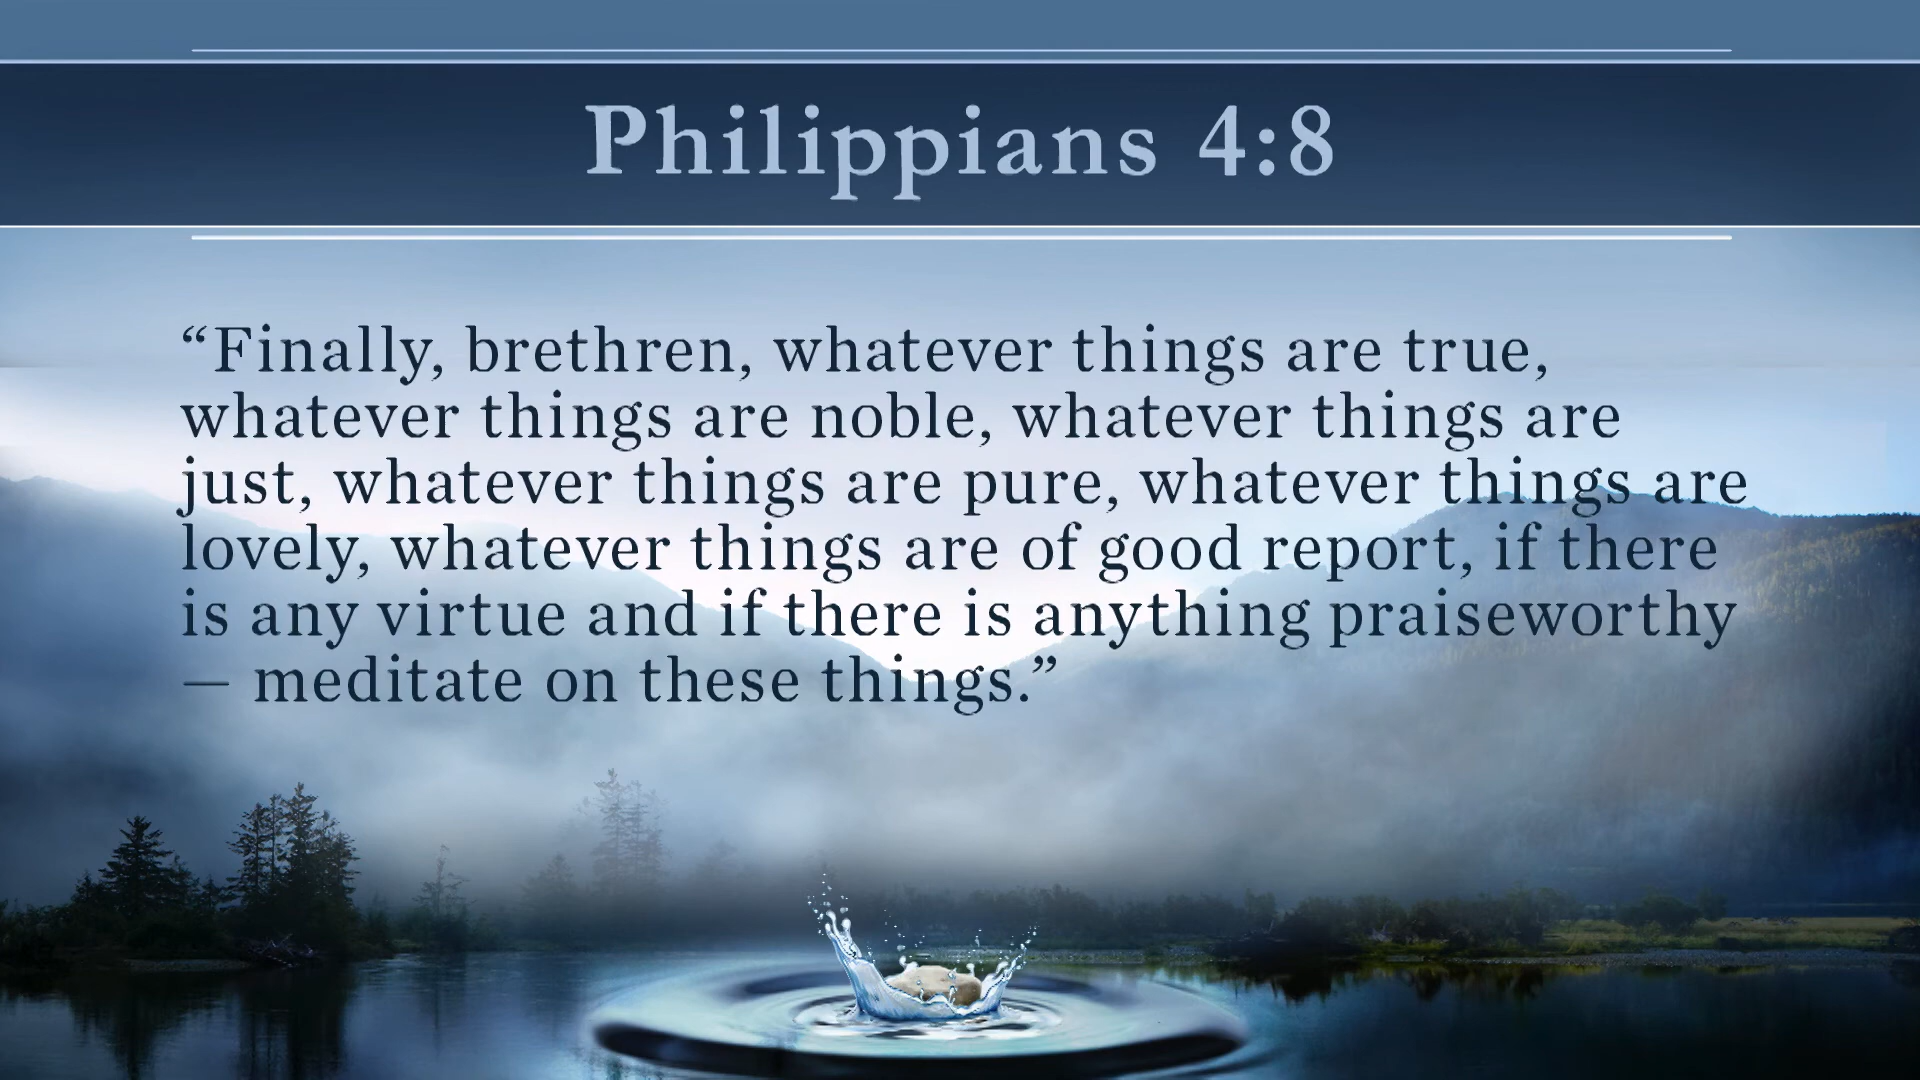 Philippians 4:8
“Finally, brethren, whatever things are true,
whatever things are noble, whatever things are
just, whatever things are pure, whatever things are
lovely, whatever things are of good report, if there
is any virtue and if there is anything praiseworthy
— meditate on these things.”